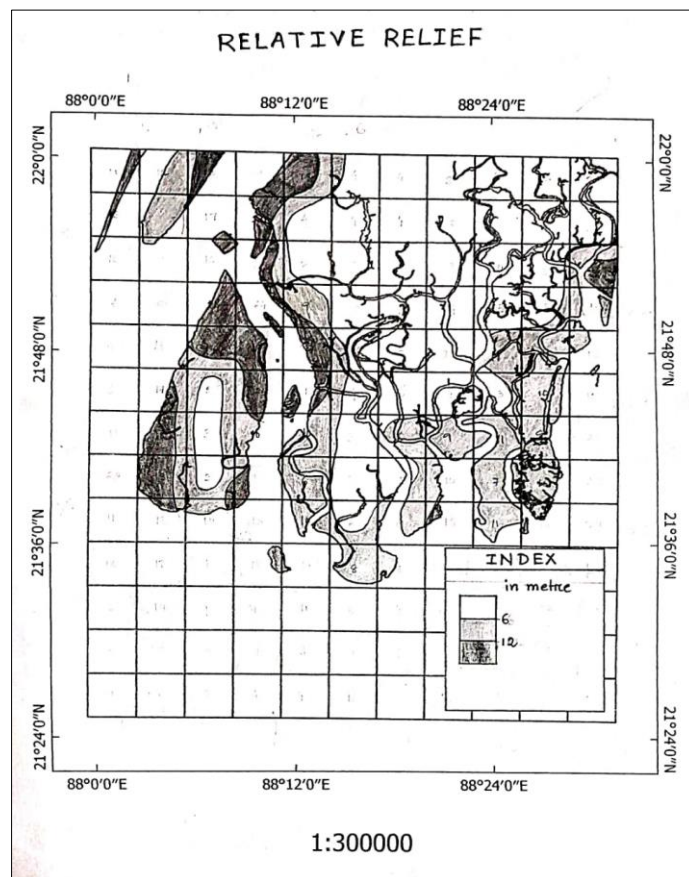 RELATIVE RELIEF
88°0'0"E 88°12'0"E 88°24'0"E
22°0'0"N 22°0'0"N
21°48'0"N 21°48'0"N
21°36'0"N 21°36'0"N
INDEX
in metre
6
12
21°24'0"N 21°24'0"N
88°0'0"E 88°12'0"E 88°24'0"E
1:300000